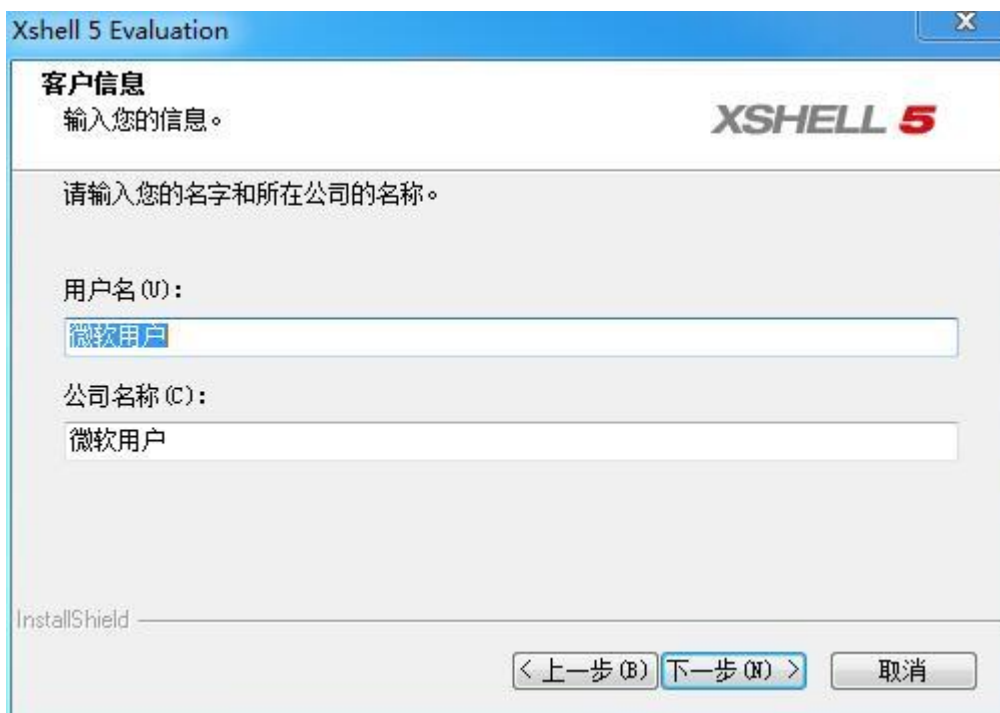 Xshell 5 Evaluation
客户信息
输入您的信息。
XSHELL 5
请输入您的名字和所在公司的名称。
用户名(U):
微软用户
公司名称(C):
微软用户
InstallShield
< 上一步(B) 下一步(N) > 取消